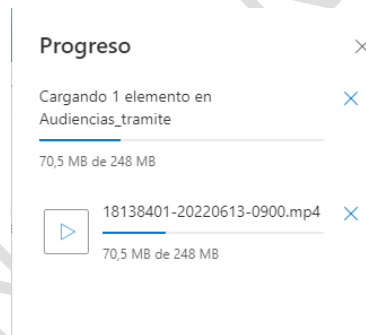 Progreso
Cargando 1 elemento en
Audiencias_tramite
70,5 MB de 248 MB
18138401-20220613-0900.mp4
70,5 MB de 248 MB